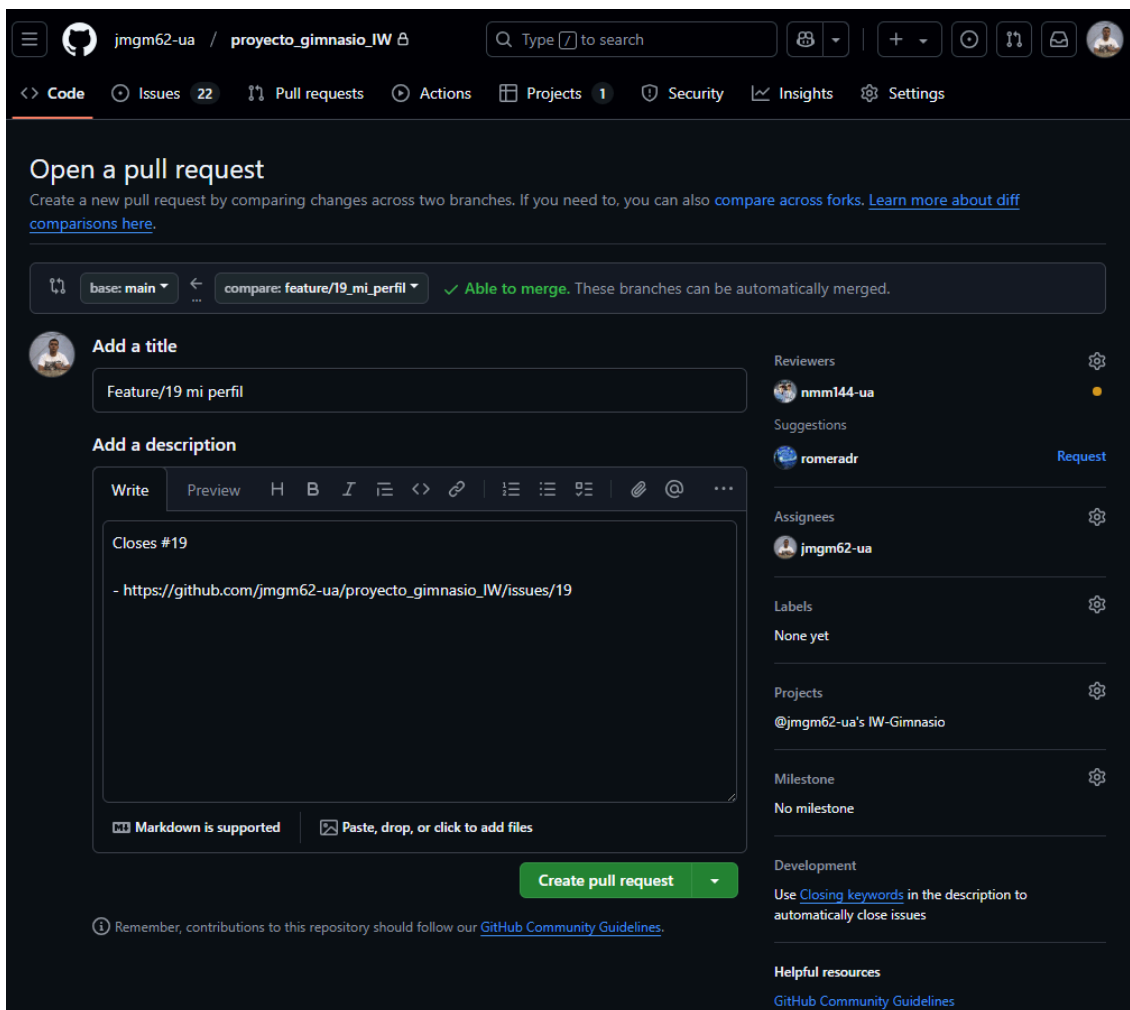 jmgm62-ua / proyecto_gimnasio_IW
Type / to search
Code
Issues 22
Pull requests
Actions
Projects 1
Security
Insights
Settings
Open a pull request
Create a new pull request by comparing changes across two branches. If you need to, you can also compare across forks. Learn more about diff
comparisons here.
base: main
...
compare: feature/19_mi_perfil
Able to merge. These branches can be automatically merged.
Add a title
Feature/19 mi perfil
Add a description
Write
Preview
H B I
Closes #19
- https://github.com/jmgm62-ua/proyecto_gimnasio_IW/issues/19
Markdown is supported
Paste, drop, or click to add files
Create pull request
Remember, contributions to this repository should follow our GitHub Community Guidelines.
Reviewers
nmm144-ua
Suggestions
romeradr
Request
Assignees
jmgm62-ua
Labels
None yet
Projects
@jmgm62-ua's IW-Gimnasio
Milestone
No milestone
Development
Use Closing keywords in the description to
automatically close issues
Helpful resources
GitHub Community Guidelines